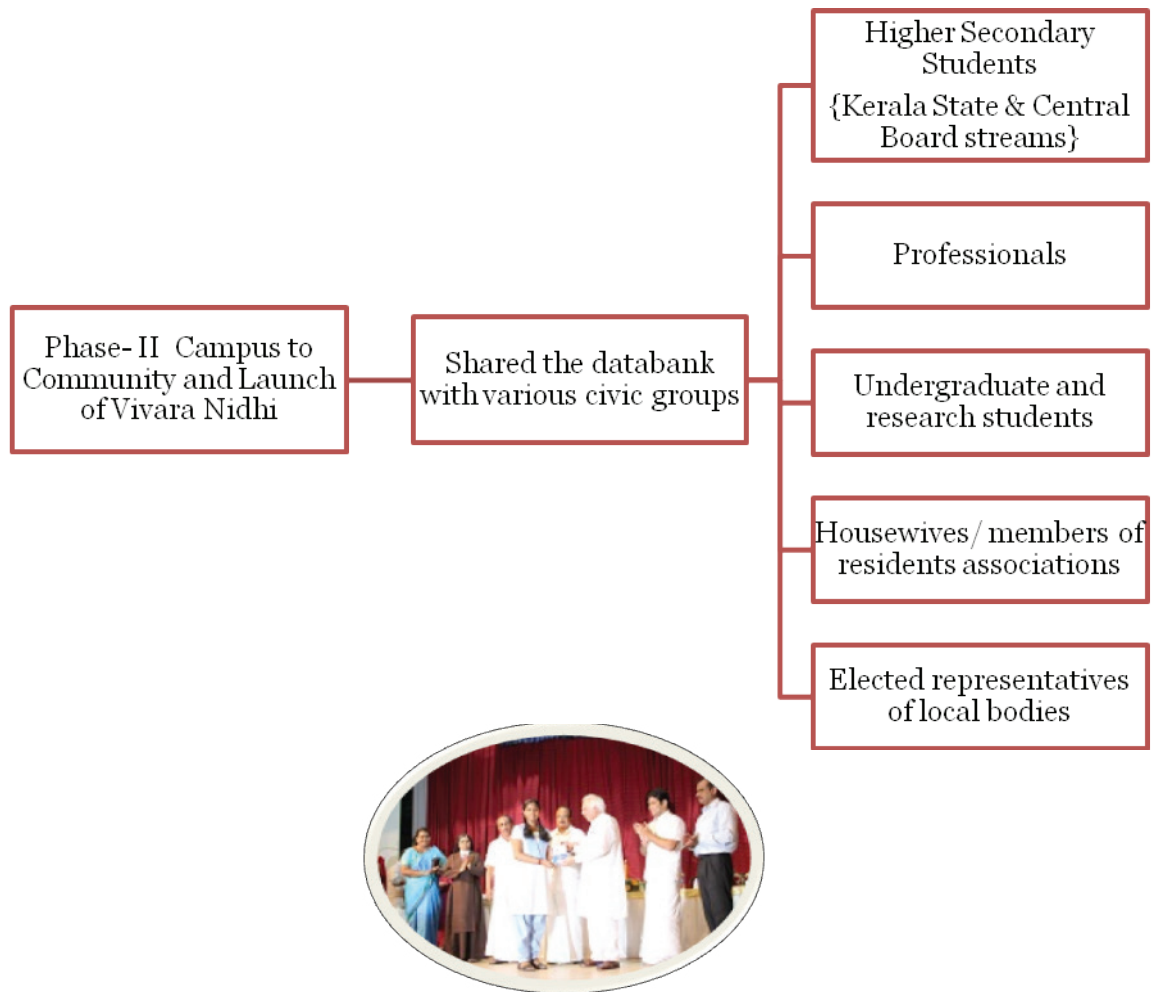 Higher Secondary
Students
{Kerala State & Central
Board streams}
Professionals
Phase- II Campus to
Community and Launch
of Vivara Nidhi
Shared the databank
with various civic groups
Undergraduate and
research students
Housewives/ members of
residents associations
Elected representatives
of local bodies